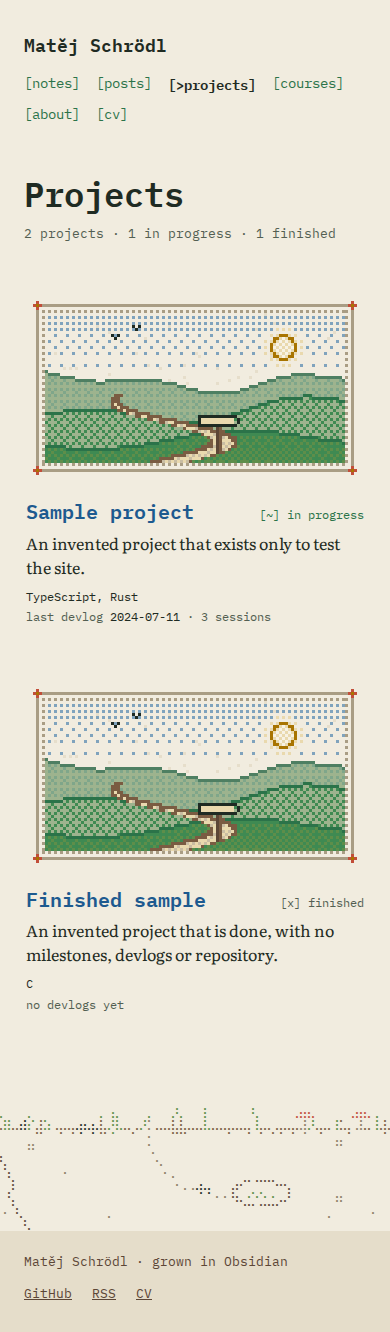 Matěj Schrödl
[notes] [posts] [>projects] [courses]
[about] [cv]
Projects
2 projects · 1 in progress · 1 finished
Sample project [~] in progress
An invented project that exists only to test
the site.
TypeScript, Rust
last devlog 2024-07-11 · 3 sessions
Finished sample [x] finished
An invented project that is done, with no
milestones, devlogs or repository.
C
no devlogs yet
Matěj Schrödl · grown in Obsidian
GitHub RSS CV